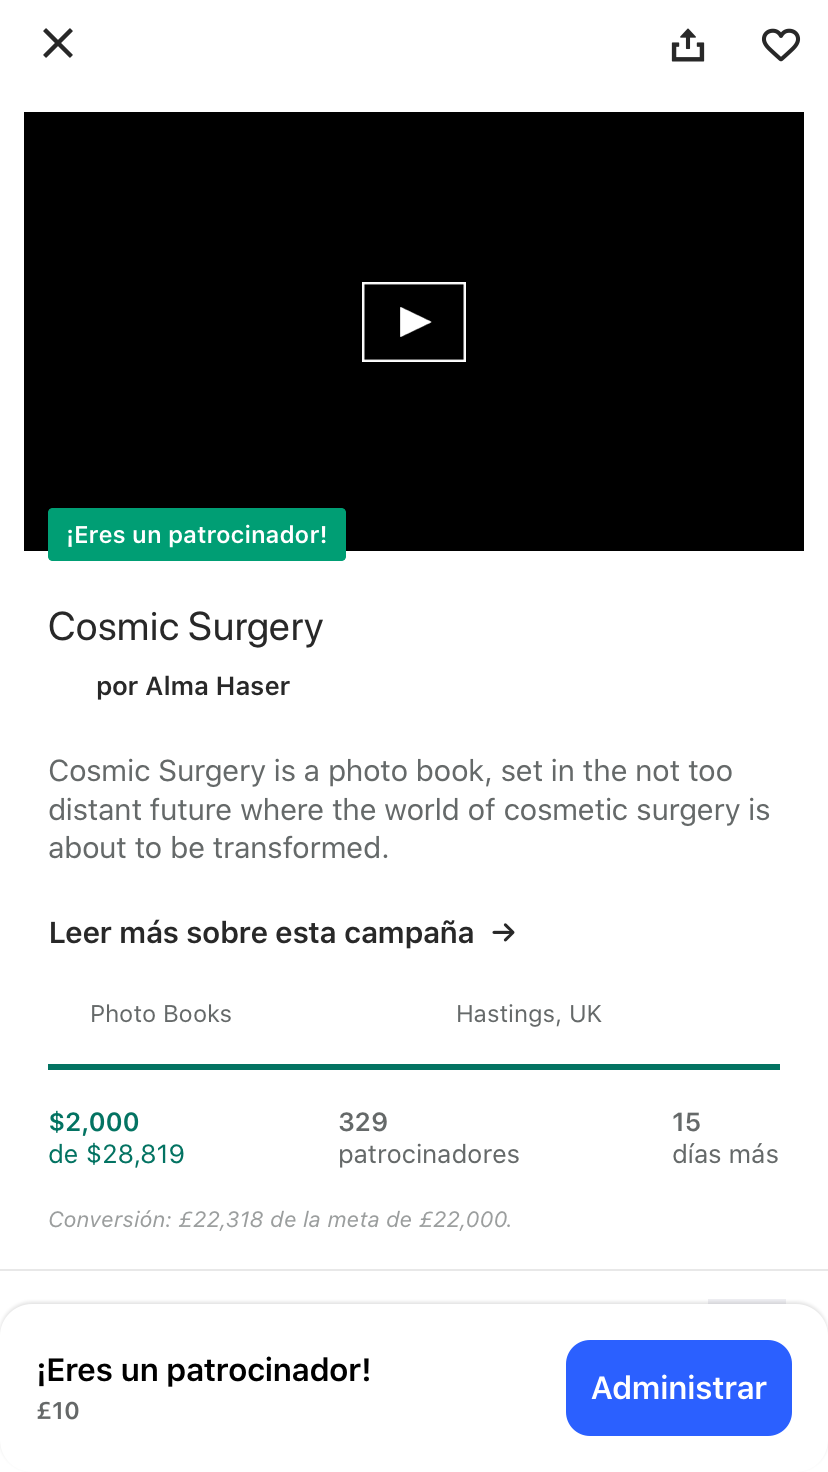 ¡Eres un patrocinador!
Cosmic Surgery
por Alma Haser
Cosmic Surgery is a photo book, set in the not too
distant future where the world of cosmetic surgery is
about to be transformed.
Leer más sobre esta campaña →
Photo Books
Hastings, UK
$2,000
de $28,819
329
patrocinadores
15
días más
Conversión: £22,318 de la meta de £22,000.
¡Eres un patrocinador!
£10
Administrar